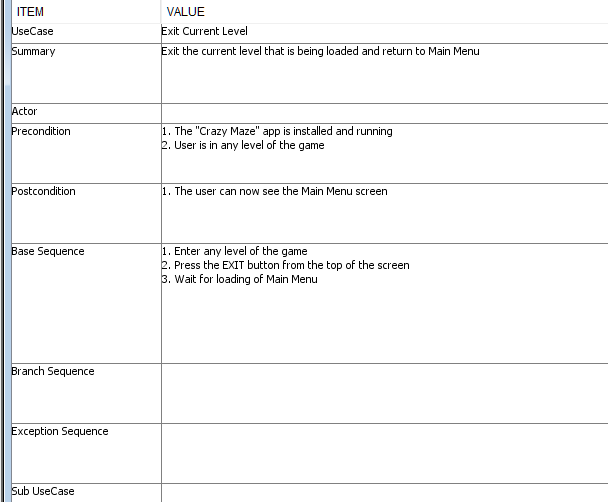 ITEM VALUE
UseCase Exit Current Level
Summary Exit the current level that is being loaded and return to Main Menu
Actor
Precondition 1. The "Crazy Maze" app is installed and running
2. User is in any level of the game
Postcondition 1. The user can now see the Main Menu screen
Base Sequence 1. Enter any level of the game
2. Press the EXIT button from the top of the screen
3. Wait for loading of Main Menu
Branch Sequence
Exception Sequence
Sub UseCase